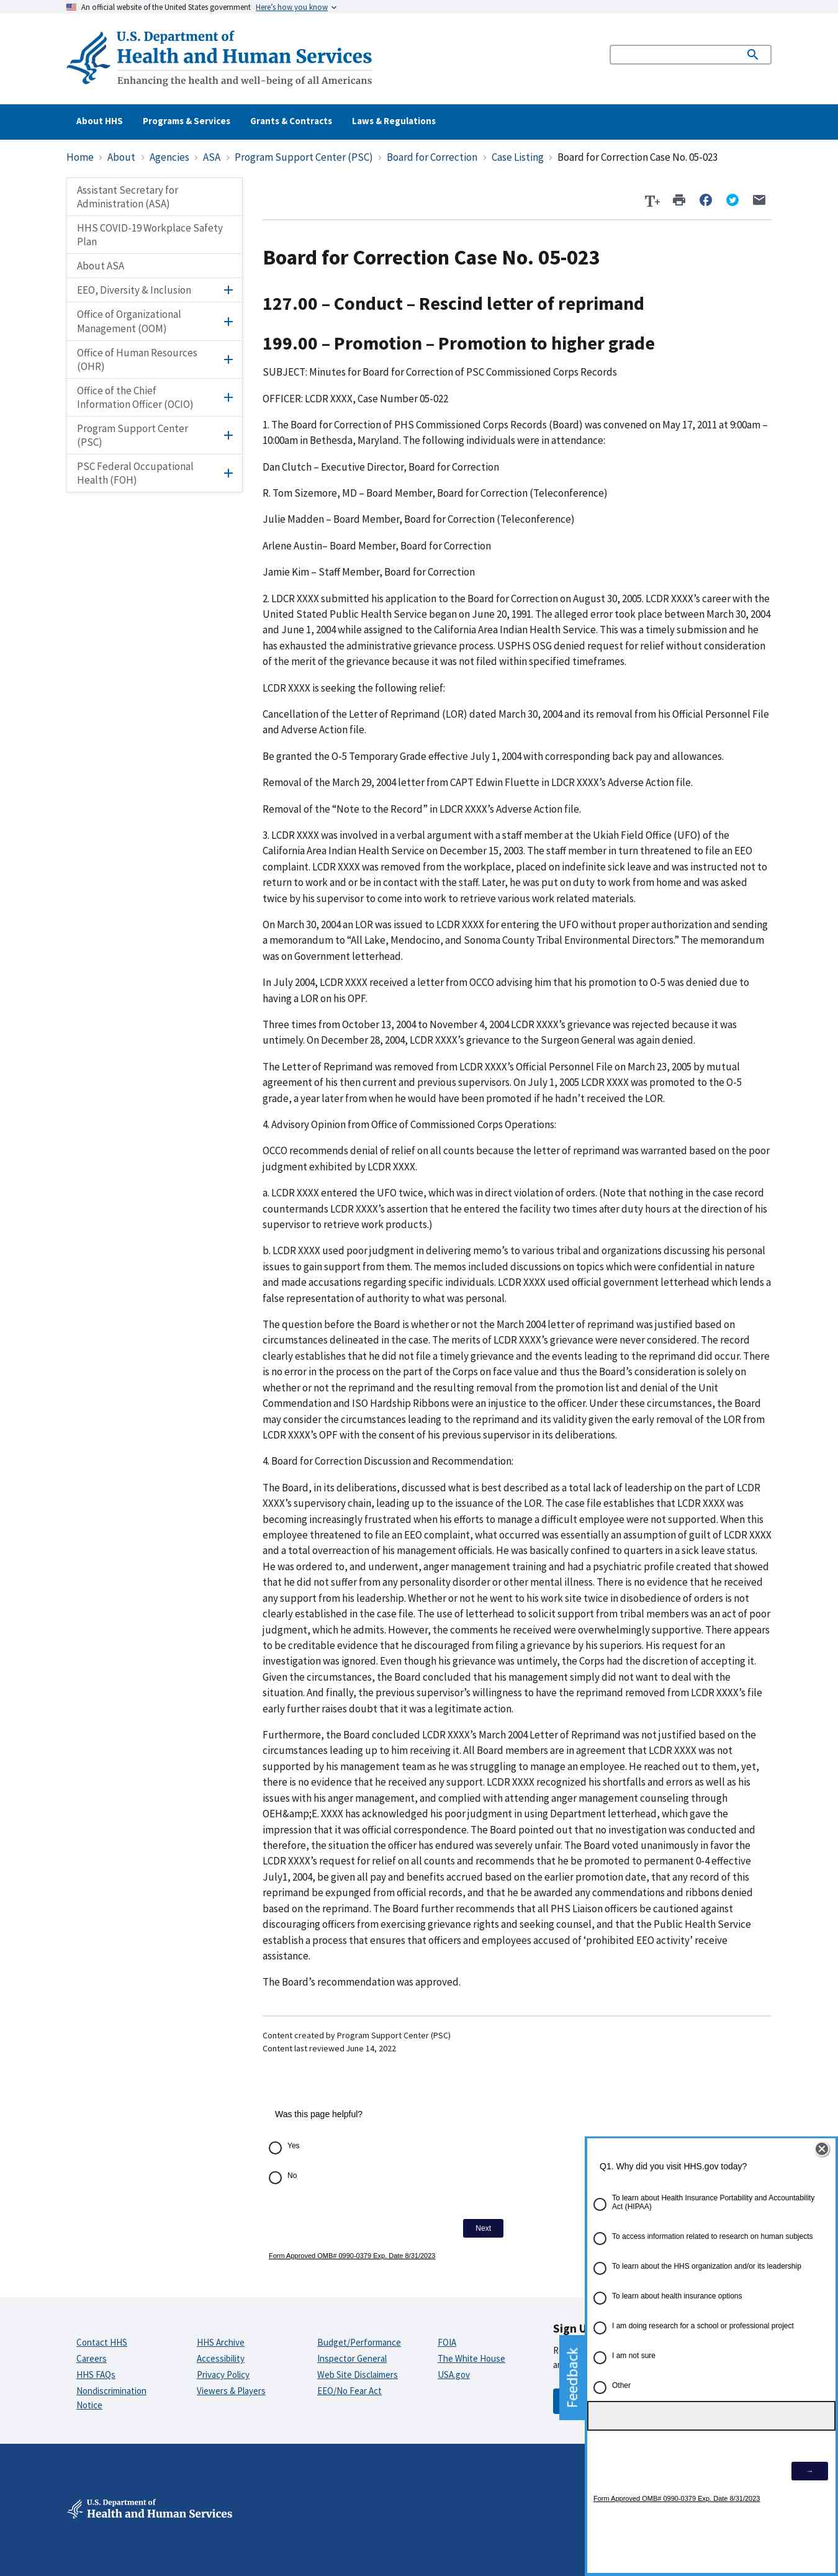 An official website of the United States government Here's how you know
U.S. Department of
Health and Human Services
Enhancing the health and well-being of all Americans
About HHS Programs & Services Grants & Contracts Laws & Regulations
Home › About › Agencies › ASA › Program Support Center (PSC) › Board for Correction › Case Listing › Board for Correction Case No. 05-023
Assistant Secretary for
Administration (ASA)
HHS COVID-19 Workplace Safety
Plan
About ASA
EEO, Diversity & Inclusion
Office of Organizational
Management (OOM)
Office of Human Resources
(OHR)
Office of the Chief
Information Officer (OCIO)
Program Support Center
(PSC)
PSC Federal Occupational
Health (FOH)
T+
Board for Correction Case No. 05-023
127.00 – Conduct – Rescind letter of reprimand
199.00 – Promotion – Promotion to higher grade
SUBJECT: Minutes for Board for Correction of PSC Commissioned Corps Records
OFFICER: LCDR XXXX, Case Number 05-022
1. The Board for Correction of PHS Commissioned Corps Records (Board) was convened on May 17, 2011 at 9:00am –
10:00am in Bethesda, Maryland. The following individuals were in attendance:
Dan Clutch – Executive Director, Board for Correction
R. Tom Sizemore, MD – Board Member, Board for Correction (Teleconference)
Julie Madden – Board Member, Board for Correction (Teleconference)
Arlene Austin– Board Member, Board for Correction
Jamie Kim – Staff Member, Board for Correction
2. LDCR XXXX submitted his application to the Board for Correction on August 30, 2005. LCDR XXXX's career with the
United Stated Public Health Service began on June 20, 1991. The alleged error took place between March 30, 2004
and June 1, 2004 while assigned to the California Area Indian Health Service. This was a timely submission and he
has exhausted the administrative grievance process. USPHS OSG denied request for relief without consideration
of the merit of the grievance because it was not filed within specified timeframes.
LCDR XXXX is seeking the following relief:
Cancellation of the Letter of Reprimand (LOR) dated March 30, 2004 and its removal from his Official Personnel File
and Adverse Action file.
Be granted the O-5 Temporary Grade effective July 1, 2004 with corresponding back pay and allowances.
Removal of the March 29, 2004 letter from CAPT Edwin Fluette in LDCR XXXX's Adverse Action file.
Removal of the "Note to the Record" in LDCR XXXX's Adverse Action file.
3. LCDR XXXX was involved in a verbal argument with a staff member at the Ukiah Field Office (UFO) of the
California Area Indian Health Service on December 15, 2003. The staff member in turn threatened to file an EEO
complaint. LCDR XXXX was removed from the workplace, placed on indefinite sick leave and was instructed not to
return to work and or be in contact with the staff. Later, he was put on duty to work from home and was asked
twice by his supervisor to come into work to retrieve various work related materials.
On March 30, 2004 an LOR was issued to LCDR XXXX for entering the UFO without proper authorization and sending
a memorandum to "All Lake, Mendocino, and Sonoma County Tribal Environmental Directors." The memorandum
was on Government letterhead.
In July 2004, LCDR XXXX received a letter from OCCO advising him that his promotion to O-5 was denied due to
having a LOR on his OPF.
Three times from October 13, 2004 to November 4, 2004 LCDR XXXX's grievance was rejected because it was
untimely. On December 28, 2004, LCDR XXXX's grievance to the Surgeon General was again denied.
The Letter of Reprimand was removed from LCDR XXXX's Official Personnel File on March 23, 2005 by mutual
agreement of his then current and previous supervisors. On July 1, 2005 LCDR XXXX was promoted to the O-5
grade, a year later from when he would have been promoted if he hadn't received the LOR.
4. Advisory Opinion from Office of Commissioned Corps Operations:
OCCO recommends denial of relief on all counts because the letter of reprimand was warranted based on the poor
judgment exhibited by LCDR XXXX.
a. LCDR XXXX entered the UFO twice, which was in direct violation of orders. (Note that nothing in the case record
countermands LCDR XXXX's assertion that he entered the facility two times after duty hours at the direction of his
supervisor to retrieve work products.)
b. LCDR XXXX used poor judgment in delivering memo's to various tribal and organizations discussing his personal
issues to gain support from them. The memos included discussions on topics which were confidential in nature
and made accusations regarding specific individuals. LCDR XXXX used official government letterhead which lends a
false representation of authority to what was personal.
The question before the Board is whether or not the March 2004 letter of reprimand was justified based on
circumstances delineated in the case. The merits of LCDR XXXX's grievance were never considered. The record
clearly establishes that he did not file a timely grievance and the events leading to the reprimand did occur. There
is no error in the process on the part of the Corps on face value and thus the Board's consideration is solely on
whether or not the reprimand and the resulting removal from the promotion list and denial of the Unit
Commendation and ISO Hardship Ribbons were an injustice to the officer. Under these circumstances, the Board
may consider the circumstances leading to the reprimand and its validity given the early removal of the LOR from
LCDR XXXX's OPF with the consent of his previous supervisor in its deliberations.
4. Board for Correction Discussion and Recommendation:
The Board, in its deliberations, discussed what is best described as a total lack of leadership on the part of LCDR
XXXX's supervisory chain, leading up to the issuance of the LOR. The case file establishes that LCDR XXXX was
becoming increasingly frustrated when his efforts to manage a difficult employee were not supported. When this
employee threatened to file an EEO complaint, what occurred was essentially an assumption of guilt of LCDR XXXX
and a total overreaction of his management officials. He was basically confined to quarters in a sick leave status.
He was ordered to, and underwent, anger management training and had a psychiatric profile created that showed
that he did not suffer from any personality disorder or other mental illness. There is no evidence that he received
any support from his leadership. Whether or not he went to his work site twice in disobedience of orders is not
clearly established in the case file. The use of letterhead to solicit support from tribal members was an act of poor
judgment, which he admits. However, the comments he received were overwhelmingly supportive. There appears
to be creditable evidence that he discouraged from filing a grievance by his superiors. His request for an
investigation was ignored. Even though his grievance was untimely, the Corps had the discretion of accepting it.
Given the circumstances, the Board concluded that his management simply did not want to deal with the
situation. And finally, the previous supervisor's willingness to have the reprimand removed from LCDR XXXX's file
early further raises doubt that it was a legitimate action.
Furthermore, the Board concluded LCDR XXXX's March 2004 Letter of Reprimand was not justified based on the
circumstances leading up to him receiving it. All Board members are in agreement that LCDR XXXX was not
supported by his management team as he was struggling to manage an employee. He reached out to them, yet,
there is no evidence that he received any support. LCDR XXXX recognized his shortfalls and errors as well as his
issues with his anger management, and complied with attending anger management counseling through
OEH&amp;E. XXXX has acknowledged his poor judgment in using Department letterhead, which gave the
impression that it was official correspondence. The Board pointed out that no investigation was conducted and
therefore, the situation the officer has endured was severely unfair. The Board voted unanimously in favor the
LCDR XXXX's request for relief on all counts and recommends that he be promoted to permanent 0-4 effective
July1, 2004, be given all pay and benefits accrued based on the earlier promotion date, that any record of this
reprimand be expunged from official records, and that he be awarded any commendations and ribbons denied
based on the reprimand. The Board further recommends that all PHS Liaison officers be cautioned against
discouraging officers from exercising grievance rights and seeking counsel, and that the Public Health Service
establish a process that ensures that officers and employees accused of 'prohibited EEO activity' receive
assistance.
The Board's recommendation was approved.
Content created by Program Support Center (PSC)
Content last reviewed June 14, 2022
Was this page helpful?
Yes
No
Next
Form Approved OMB# 0990-0379 Exp. Date 8/31/2023
Q1. Why did you visit HHS.gov today?
To learn about Health Insurance Portability and Accountability
Act (HIPAA)
To access information related to research on human subjects
To learn about the HHS organization and/or its leadership
To learn about health insurance options
I am doing research for a school or professional project
I am not sure
Other
→
Form Approved OMB# 0990-0379 Exp. Date 8/31/2023
Feedback
Contact HHS
Careers
HHS FAQs
Nondiscrimination
Notice
HHS Archive
Accessibility
Privacy Policy
Viewers & Players
Budget/Performance
Inspector General
Web Site Disclaimers
EEO/No Fear Act
FOIA
The White House
USA.gov
Sign U
U.S. Department of
Health and Human Services